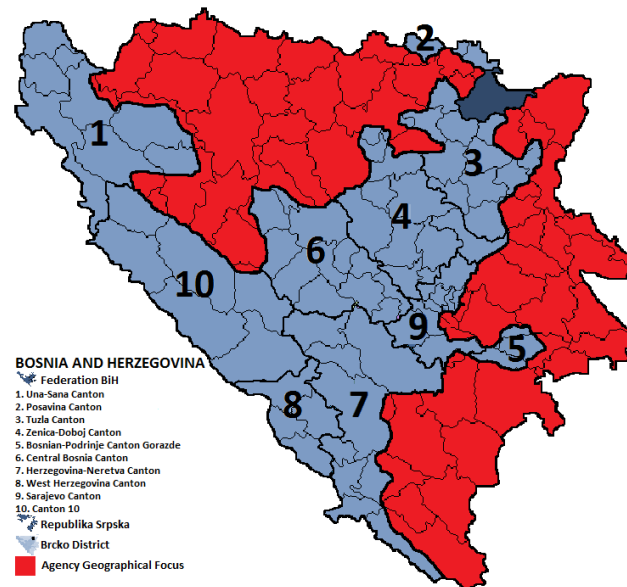 2
1
3
4
6
10
9
5
8
7
BOSNIA AND HERZEGOVINA
Federation BiH
1. Una-Sana Canton
2. Posavina Canton
3. Tuzla Canton
4. Zenica-Doboj Canton
5. Bosnian-Podrinje Canton Gorazde
6. Central Bosnia Canton
7. Herzegovina-Neretva Canton
8. West Herzegovina Canton
9. Sarajevo Canton
10. Canton 10
Republika Srpska
Brcko District
Agency Geographical Focus